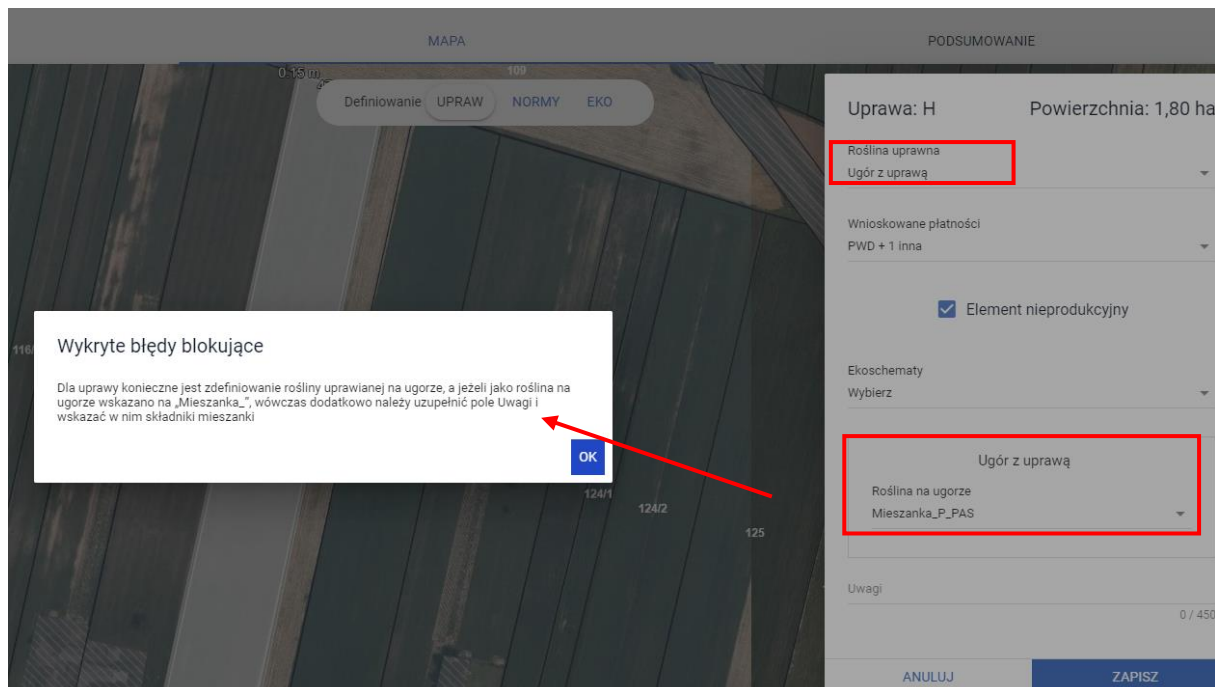 MAPA
PODSUMOWANIE
0 15 m
109
Definiowanie UPRAW NORMY EKO
Uprawa: H Powierzchnia: 1,80 ha
Roślina uprawna
Ugór z uprawą
Wnioskowane płatności
PWD + 1 inna
Element nieprodukcyjny
Ekoschematy
Wybierz
Ugór z uprawą
Roślina na ugorze
Mieszanka_P_PAS
Uwagi
0 / 450
ANULUJ ZAPISZ
116/
Wykryte błędy blokujące
Dla uprawy konieczne jest zdefiniowanie rośliny uprawianej na ugorze, a jeżeli jako roślina na
ugorze wskazano na „Mieszanka_”, wówczas dodatkowo należy uzupełnić pole Uwagi i
wskazać w nim składniki mieszanki
OK
124/1
124/2
125